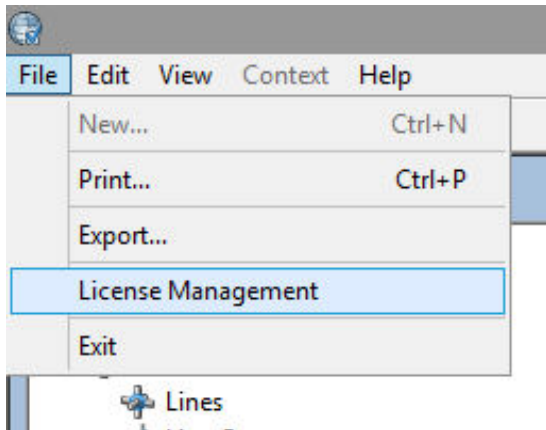 File Edit View Context Help
New... Ctrl+N
Print... Ctrl+P
Export...
License Management
Exit
Lines